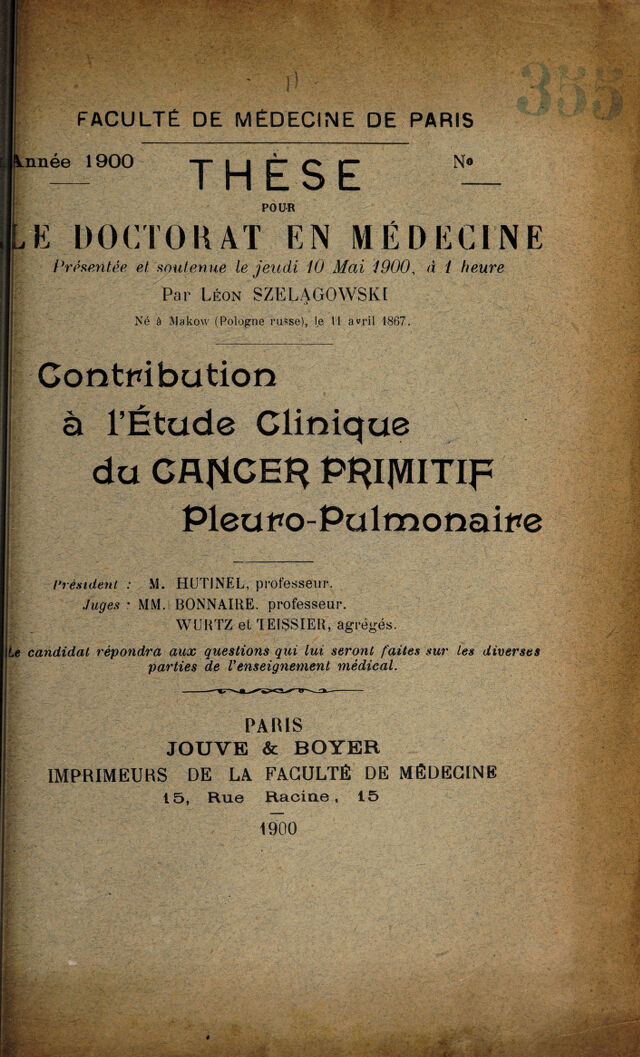 355
FACULTÉ DE MÉDECINE DE PARIS
Année 1900
THÈSE
No
POUR
LE DOCTORAT EN MÉDECINE
Présentée et soutenue le jeudi 10 Mai 1900, à 1 heure
Par LÉON SZELĄGOWSKI
Né à Makow (Pologne russe), le 11 avril 1867.
Contribution
à l'Étude Clinique
du CANCER PRIMITIF
Pleuro-Pulmonaire
Président : M. HUTINEL, professeur.
Juges : MM. BONNAIRE. professeur.
WURTZ et TEISSIER, agrégés.
Le candidat répondra aux questions qui lui seront faites sur les diverses
parties de l'enseignement médical.
PARIS
JOUVE & BOYER
IMPRIMEURS DE LA FACULTÉ DE MÉDECINE
15, Rue Racine, 15
1900